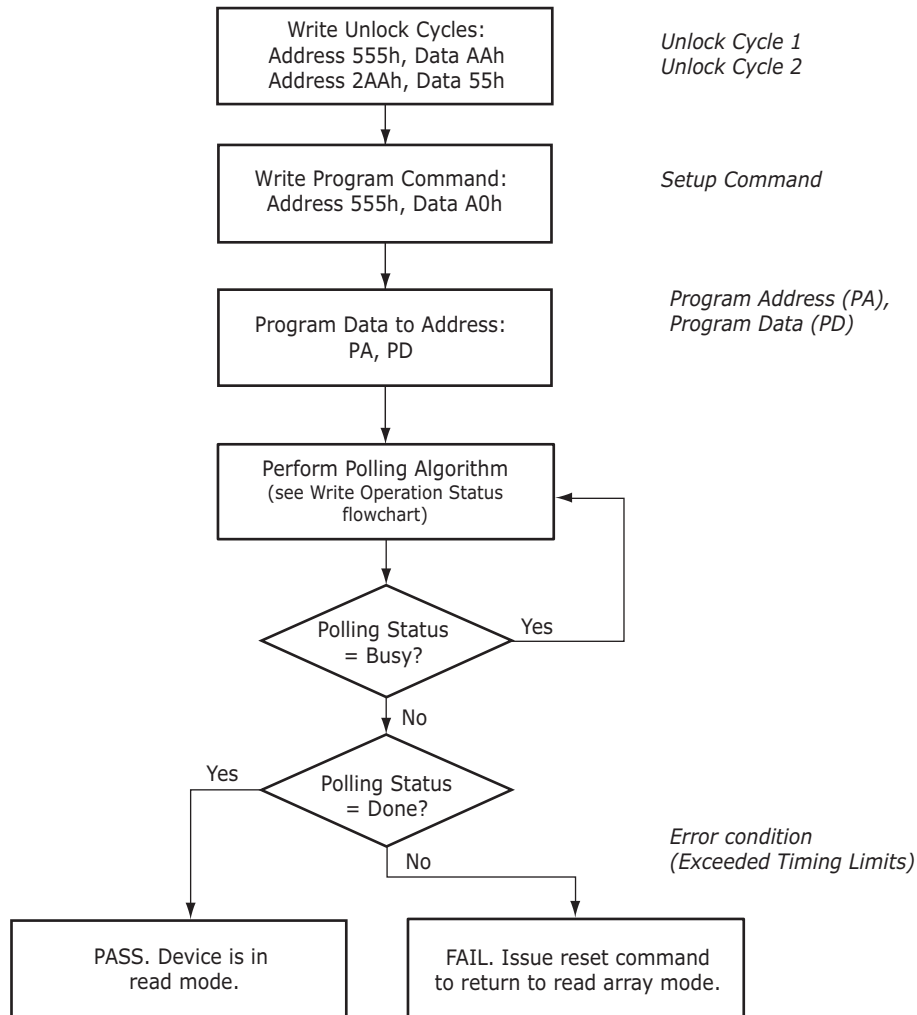 Write Unlock Cycles:
Address 555h, Data AAh
Address 2AAh, Data 55h
Unlock Cycle 1
Unlock Cycle 2
Write Program Command:
Address 555h, Data A0h
Setup Command
Program Data to Address:
PA, PD
Program Address (PA),
Program Data (PD)
Perform Polling Algorithm
(see Write Operation Status
flowchart)
Polling Status
= Busy?
Yes
No
Polling Status
= Done?
Yes
No
Error condition
(Exceeded Timing Limits)
PASS. Device is in
read mode.
FAIL. Issue reset command
to return to read array mode.